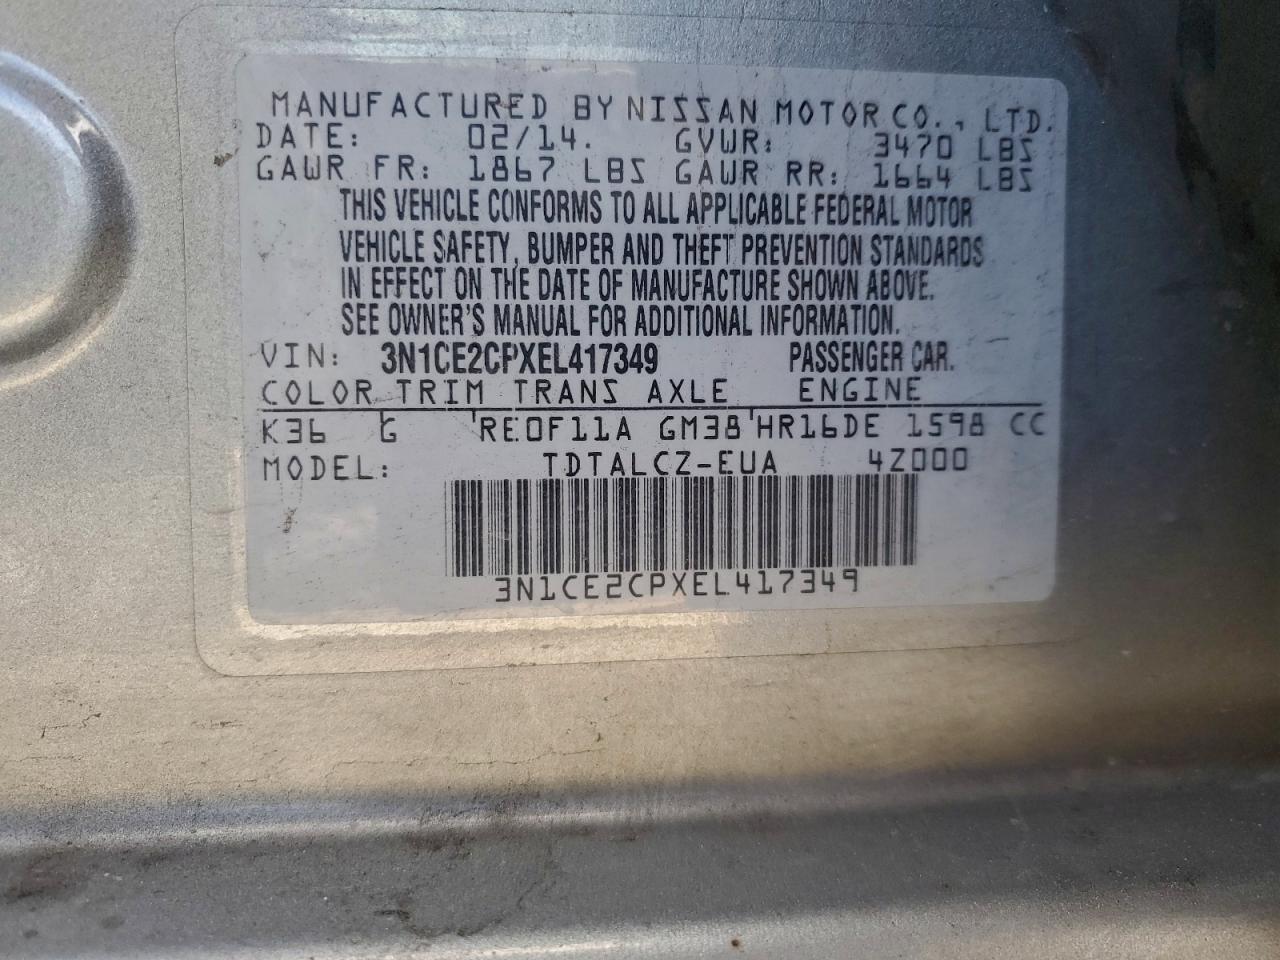 MANUFACTURED BY NISSAN MOTOR CO., LTD.
DATE: 02/14. GVWR: 3470 LBS
GAWR FR: 1867 LBS GAWR RR: 1664 LBS
THIS VEHICLE CONFORMS TO ALL APPLICABLE FEDERAL MOTOR
VEHICLE SAFETY, BUMPER AND THEFT PREVENTION STANDARDS
IN EFFECT ON THE DATE OF MANUFACTURE SHOWN ABOVE.
SEE OWNER'S MANUAL FOR ADDITIONAL INFORMATION.
VIN: 3N1CE2CPXEL417349 PASSENGER CAR.
COLOR TRIM TRANS AXLE ENGINE
K36 G RE0F11A GM38 HR16DE 1598 CC
MODEL: TDTALCZ-EUA 4Z000
3N1CE2CPXEL417349